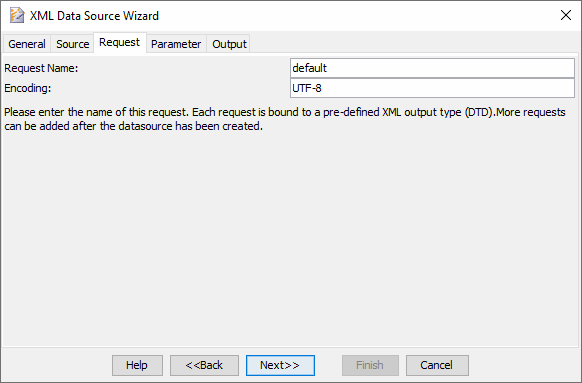 XML Data Source Wizard
General Source Request Parameter Output
Request Name: default
Encoding: UTF-8
Please enter the name of this request. Each request is bound to a pre-defined XML output type (DTD).More requests
can be added after the datasource has been created.
Help <<Back Next>> Finish Cancel